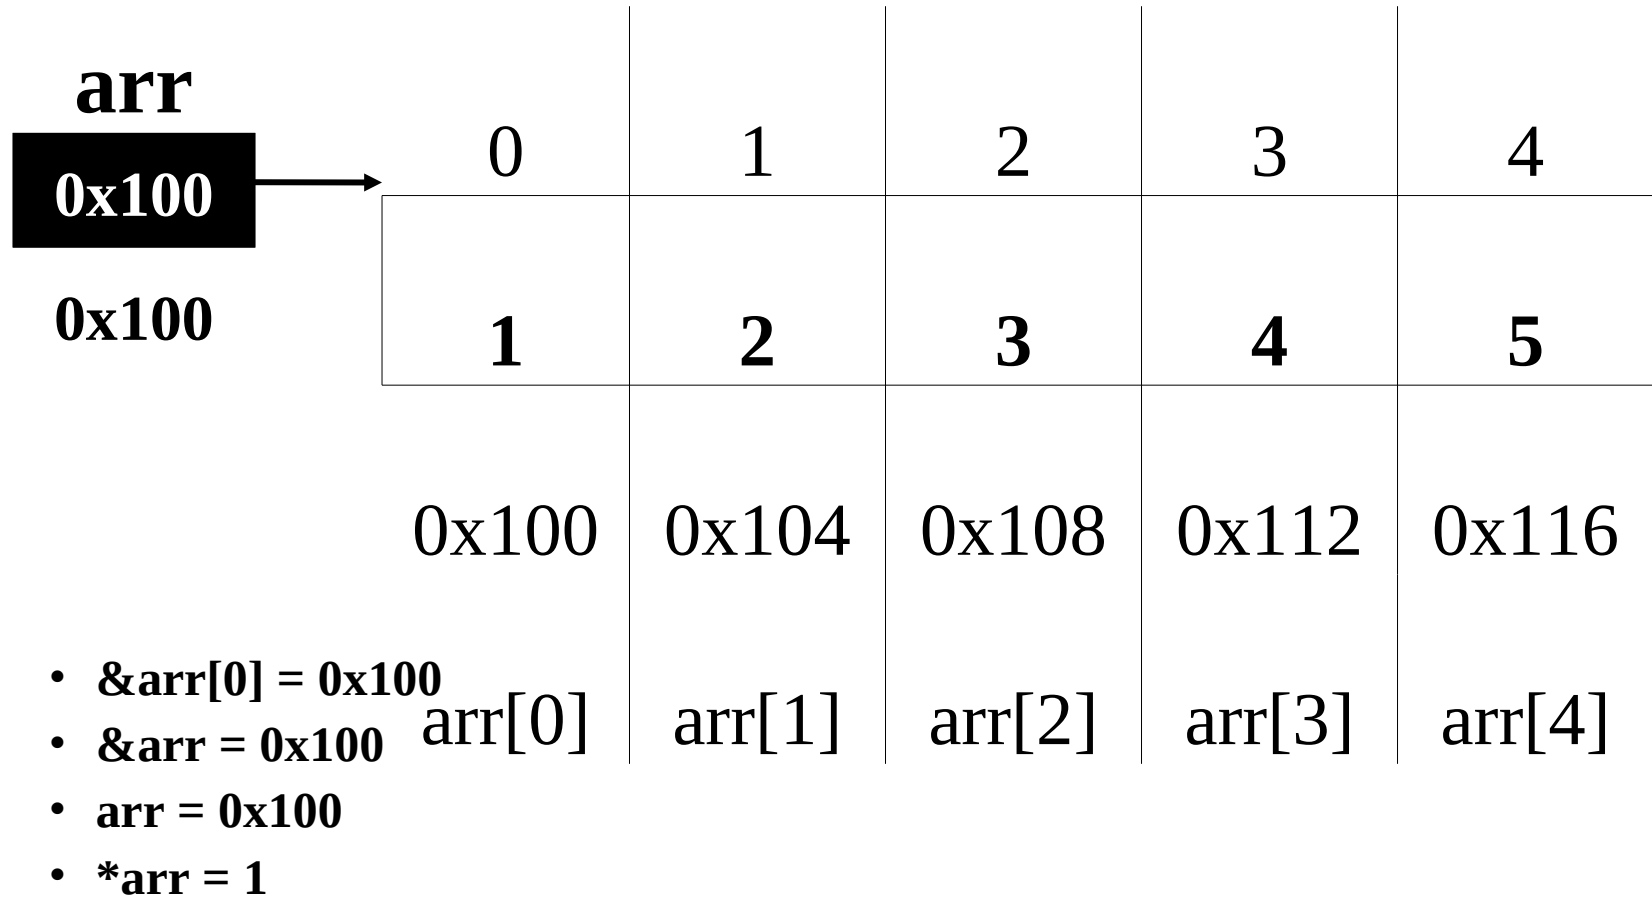 arr
0x100
0x100
0 1 2 3 4
1 2 3 4 5
0x100 0x104 0x108 0x112 0x116
arr[0] arr[1] arr[2] arr[3] arr[4]
• &arr[0] = 0x100
• &arr = 0x100
• arr = 0x100
• *arr = 1